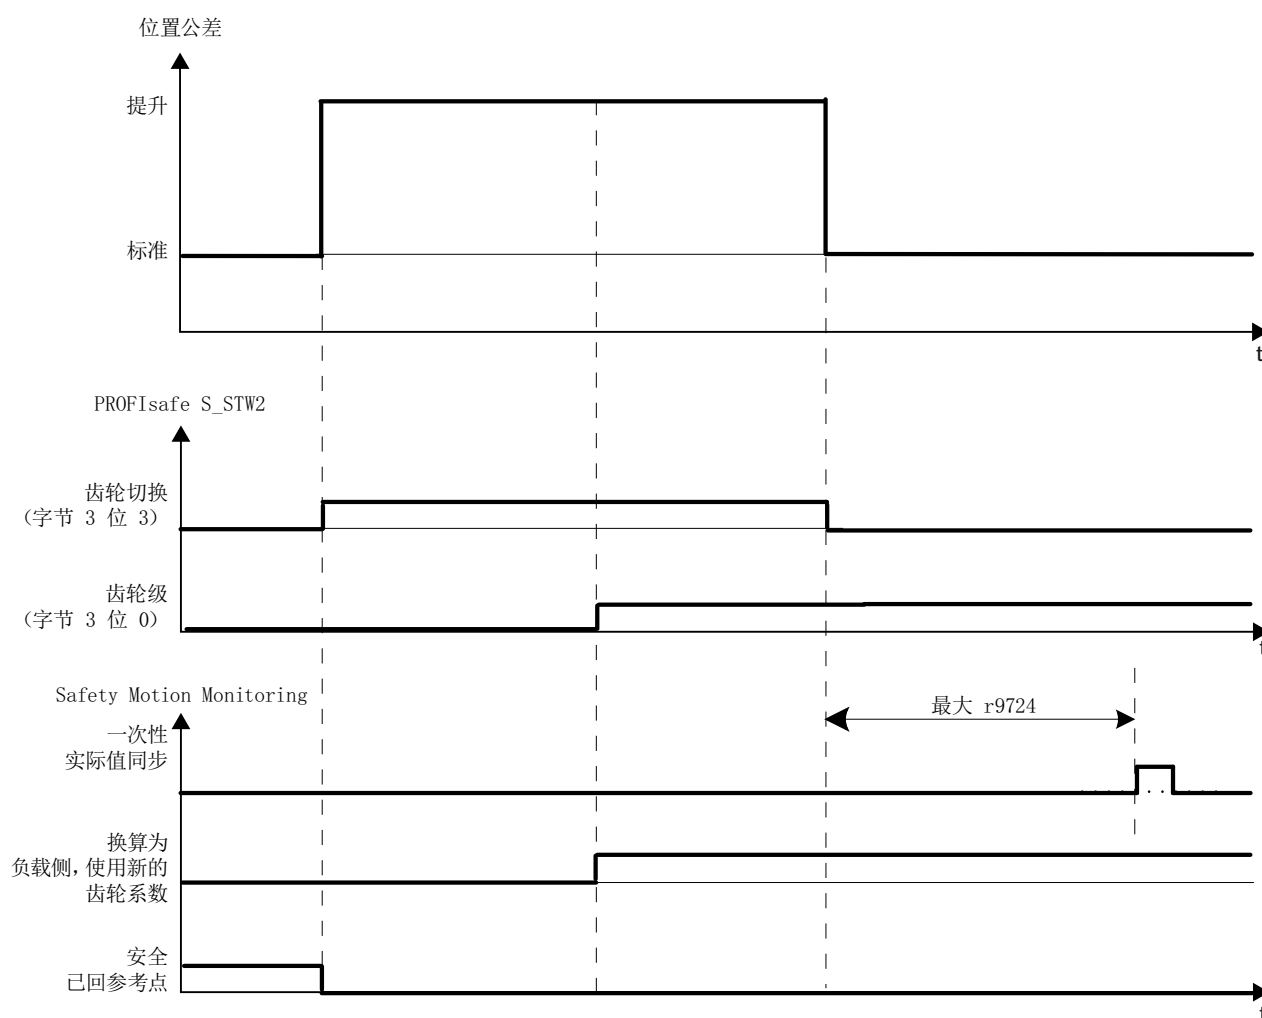 位置公差
提升
标准
t
PROFIsafe S_STW2
齿轮切换
（字节 3 位 3）
齿轮级
（字节 3 位 0）
t
Safety Motion Monitoring
最大 r9724
一次性
实际值同步
换算为
负载侧，使用新的
齿轮系数
安全
已回参考点
t